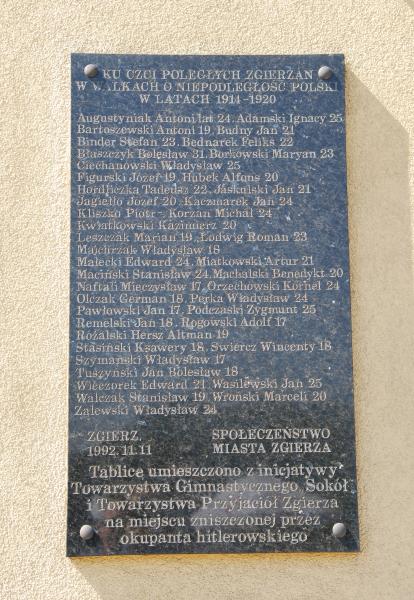 KU CZCI POLEGŁYCH ZGIERZAN
W WALKACH O NIEPODLEGŁOŚĆ POLSKI
W LATACH 1914-1920
Augustyniak Antoni lat 24. Adamski Ignacy 25
Bartoszewski Antoni 19. Budny Jan 21
Binder Stefan 23. Bednarek Feliks 22
Błaszczyk Bolesław 31. Borkowski Maryan 23
Ciechanowski Władysław 25
Figurski Józef 19. Hubek Alfons 20
Hordliczka Tadeusz 22. Jaskulski Jan 21
Jagiełło Józef 20. Kaczmarek Jan 24
Kliszko Piotr-. Korzan Michał 24
Kwiatkowski Kazimierz 20
Leszczak Marian 19. Lodwig Roman 23
Majchrzak Władysław 18
Małecki Edward 24. Miatkowski Artur 21
Maciński Stanisław 24. Machalski Benedykt 20
Naftali Mieczysław 17. Orzechowski Kornel 24
Olczak German 18. Perka Władysław 24
Pawłowski Jan 17. Podczaski Zygmunt 25
Remelski Jan 18. Rogowski Adolf 17
Różalski Hersz Altman 19
Stasiński Ksawery 18. Swiercz Wincenty 18
Szymański Władysław 17
Tuszyński Jan Bolesław 18
Wieczorek Edward 21. Wasilewski Jan 25
Walczak Stanisław 19. Wroński Marceli 20
Zalewski Władysław 24
ZGIERZ. SPOŁECZEŃSTWO
1992.11.11 MIASTA ZGIERZA
Tablicę umieszczono z inicjatywy
Towarzystwa Gimnastycznego „Sokół”
i Towarzystwa Przyjaciół Zgierza
na miejscu zniszczonej przez
okupanta hitlerowskiego